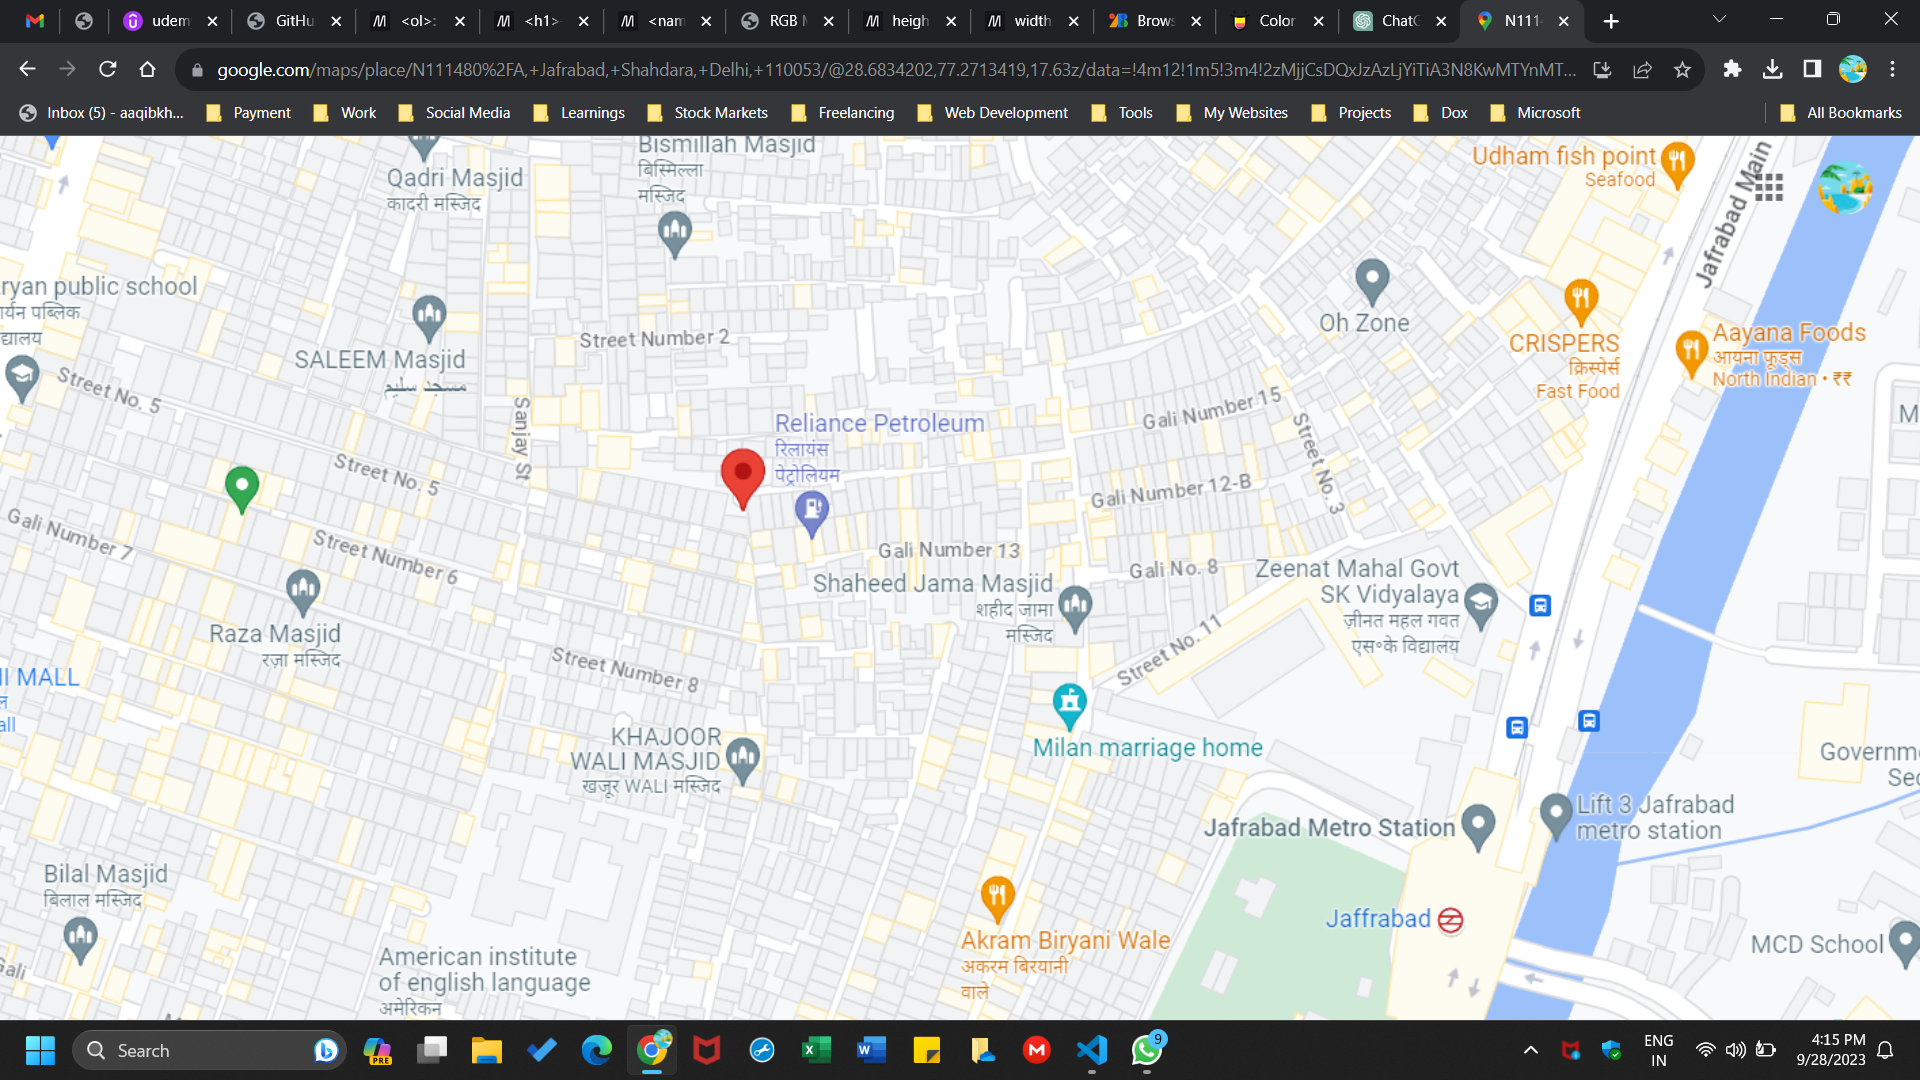 udem
GitHu
<ol>:
<h1>
<nam
RGB
heigh
width
Brow
Color
ChatG
N111
google.com/maps/place/N111480%2FA,+Jafrabad,+Shahdara,+Delhi,+110053/@28.6834202,77.2713419,17.63z/data=!4m12!1m5!3m4!2zMjjCsDQxJzAzLjYiTiA3N8KwMTYnMT...
Inbox (5) - aaqibkh...
Payment
Work
Social Media
Learnings
Stock Markets
Freelancing
Web Development
Tools
My Websites
Projects
Dox
Microsoft
All Bookmarks
Bismillah Masjid
बिस्मिल्ला
मस्जिद
Qadri Masjid
कादरी मस्जिद
Udham fish point
Seafood
Jafrabad Main
ryan public school
र्यन पब्लिक
द्यालय
SALEEM Masjid
مسجد سليم
Street Number 2
Oh Zone
CRISPERS
क्रिस्पेर्स
Fast Food
Aayana Foods
आयना फूड्स
North Indian • ₹₹
Street No. 5
Sanjay St
Reliance Petroleum
रिलायंस
पेट्रोलियम
Gali Number 15
Street No. 3
M
Street No. 5
Gali Number 12-B
Gali Number 7
Street Number 6
Gali Number 13
Gali No. 8
Shaheed Jama Masjid
शहीद जामा
मस्जिद
Zeenat Mahal Govt
SK Vidyalaya
ज़ीनत महल गवत
एस॰के विद्यालय
Raza Masjid
रज़ा मस्जिद
Street No. 11
Street Number 8
I MALL
ल
all
KHAJOOR
WALI MASJID
खजूर WALI मस्जिद
Milan marriage home
Governme
Sec
Jafrabad Metro Station
Lift 3 Jafrabad
metro station
Bilal Masjid
बिलाल मस्जिद
Jaffrabad
Akram Biryani Wale
अकरम बिरयानी
वाले
MCD School
Gali
American institute
of english language
अमेरिकन
Search
PRE
9
ENG
IN
4:15 PM
9/28/2023